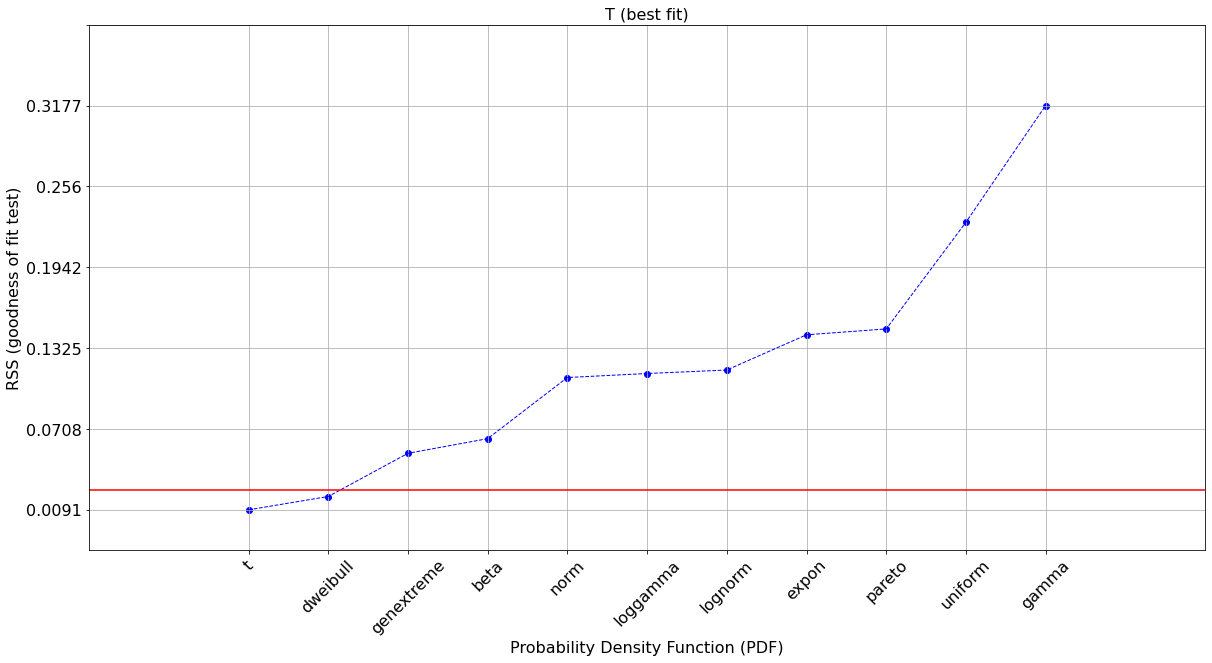 T (best fit)
RSS (goodness of fit test)
0.3177
0.256
0.1942
0.1325
0.0708
0.0091
t
dweibull
genextreme
beta
norm
loggamma
lognorm
expon
pareto
uniform
gamma
Probability Density Function (PDF)